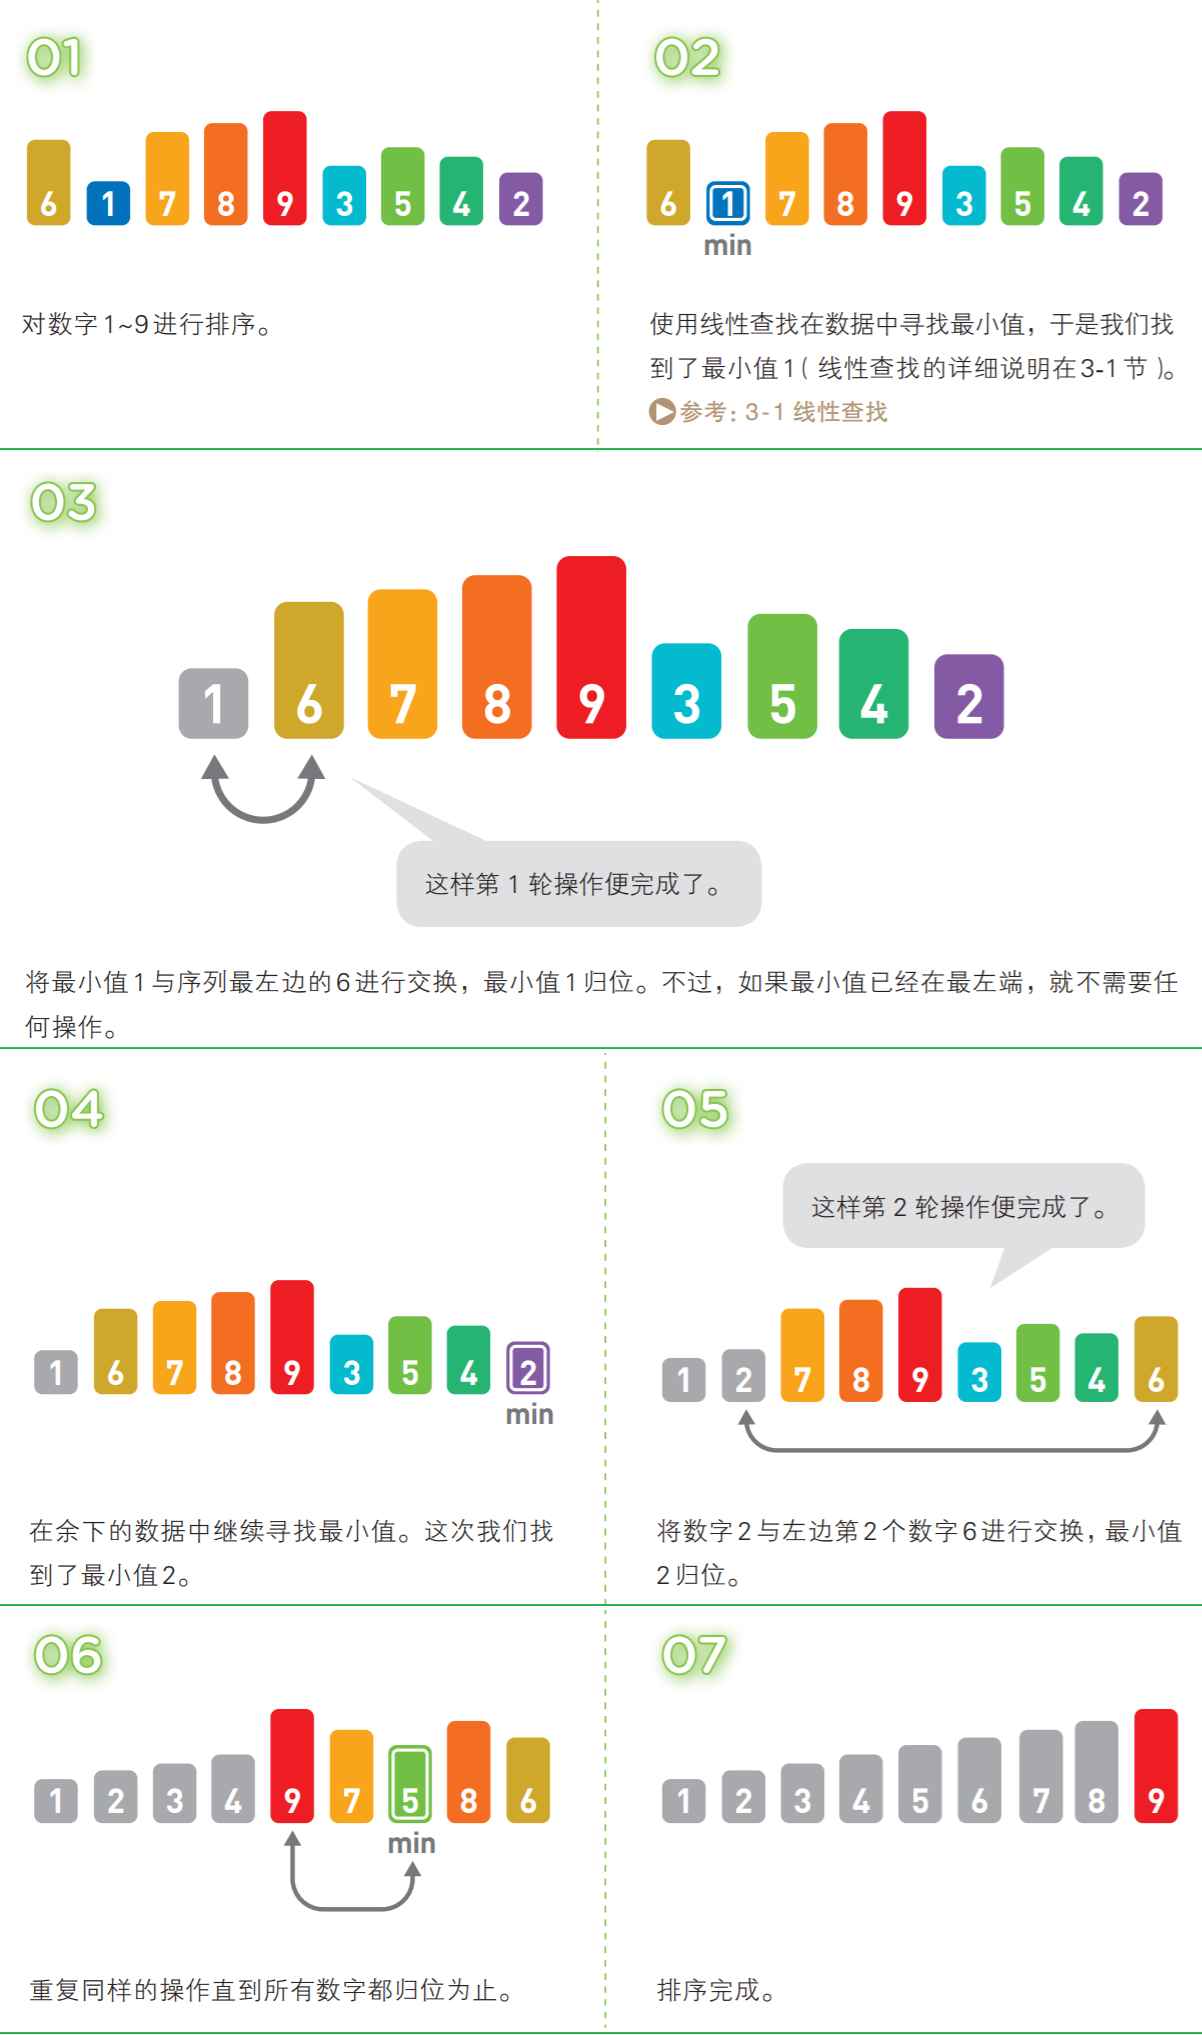 01
6 1 7 8 9 3 5 4 2
对数字1~9进行排序。
02
6 1 7 8 9 3 5 4 2
min
使用线性查找在数据中寻找最小值，于是我们找
到了最小值1（线性查找的详细说明在3-1节）。
参考：3-1 线性查找
03
1 6 7 8 9 3 5 4 2
这样第 1 轮操作便完成了。
将最小值1与序列最左边的6进行交换，最小值1归位。不过，如果最小值已经在最左端，就不需要任
何操作。
04
1 6 7 8 9 3 5 4 2
min
在余下的数据中继续寻找最小值。这次我们找
到了最小值2。
05
这样第 2 轮操作便完成了。
1 2 7 8 9 3 5 4 6
将数字2与左边第2个数字6进行交换，最小值
2归位。
06
1 2 3 4 9 7 5 8 6
min
重复同样的操作直到所有数字都归位为止。
07
1 2 3 4 5 6 7 8 9
排序完成。